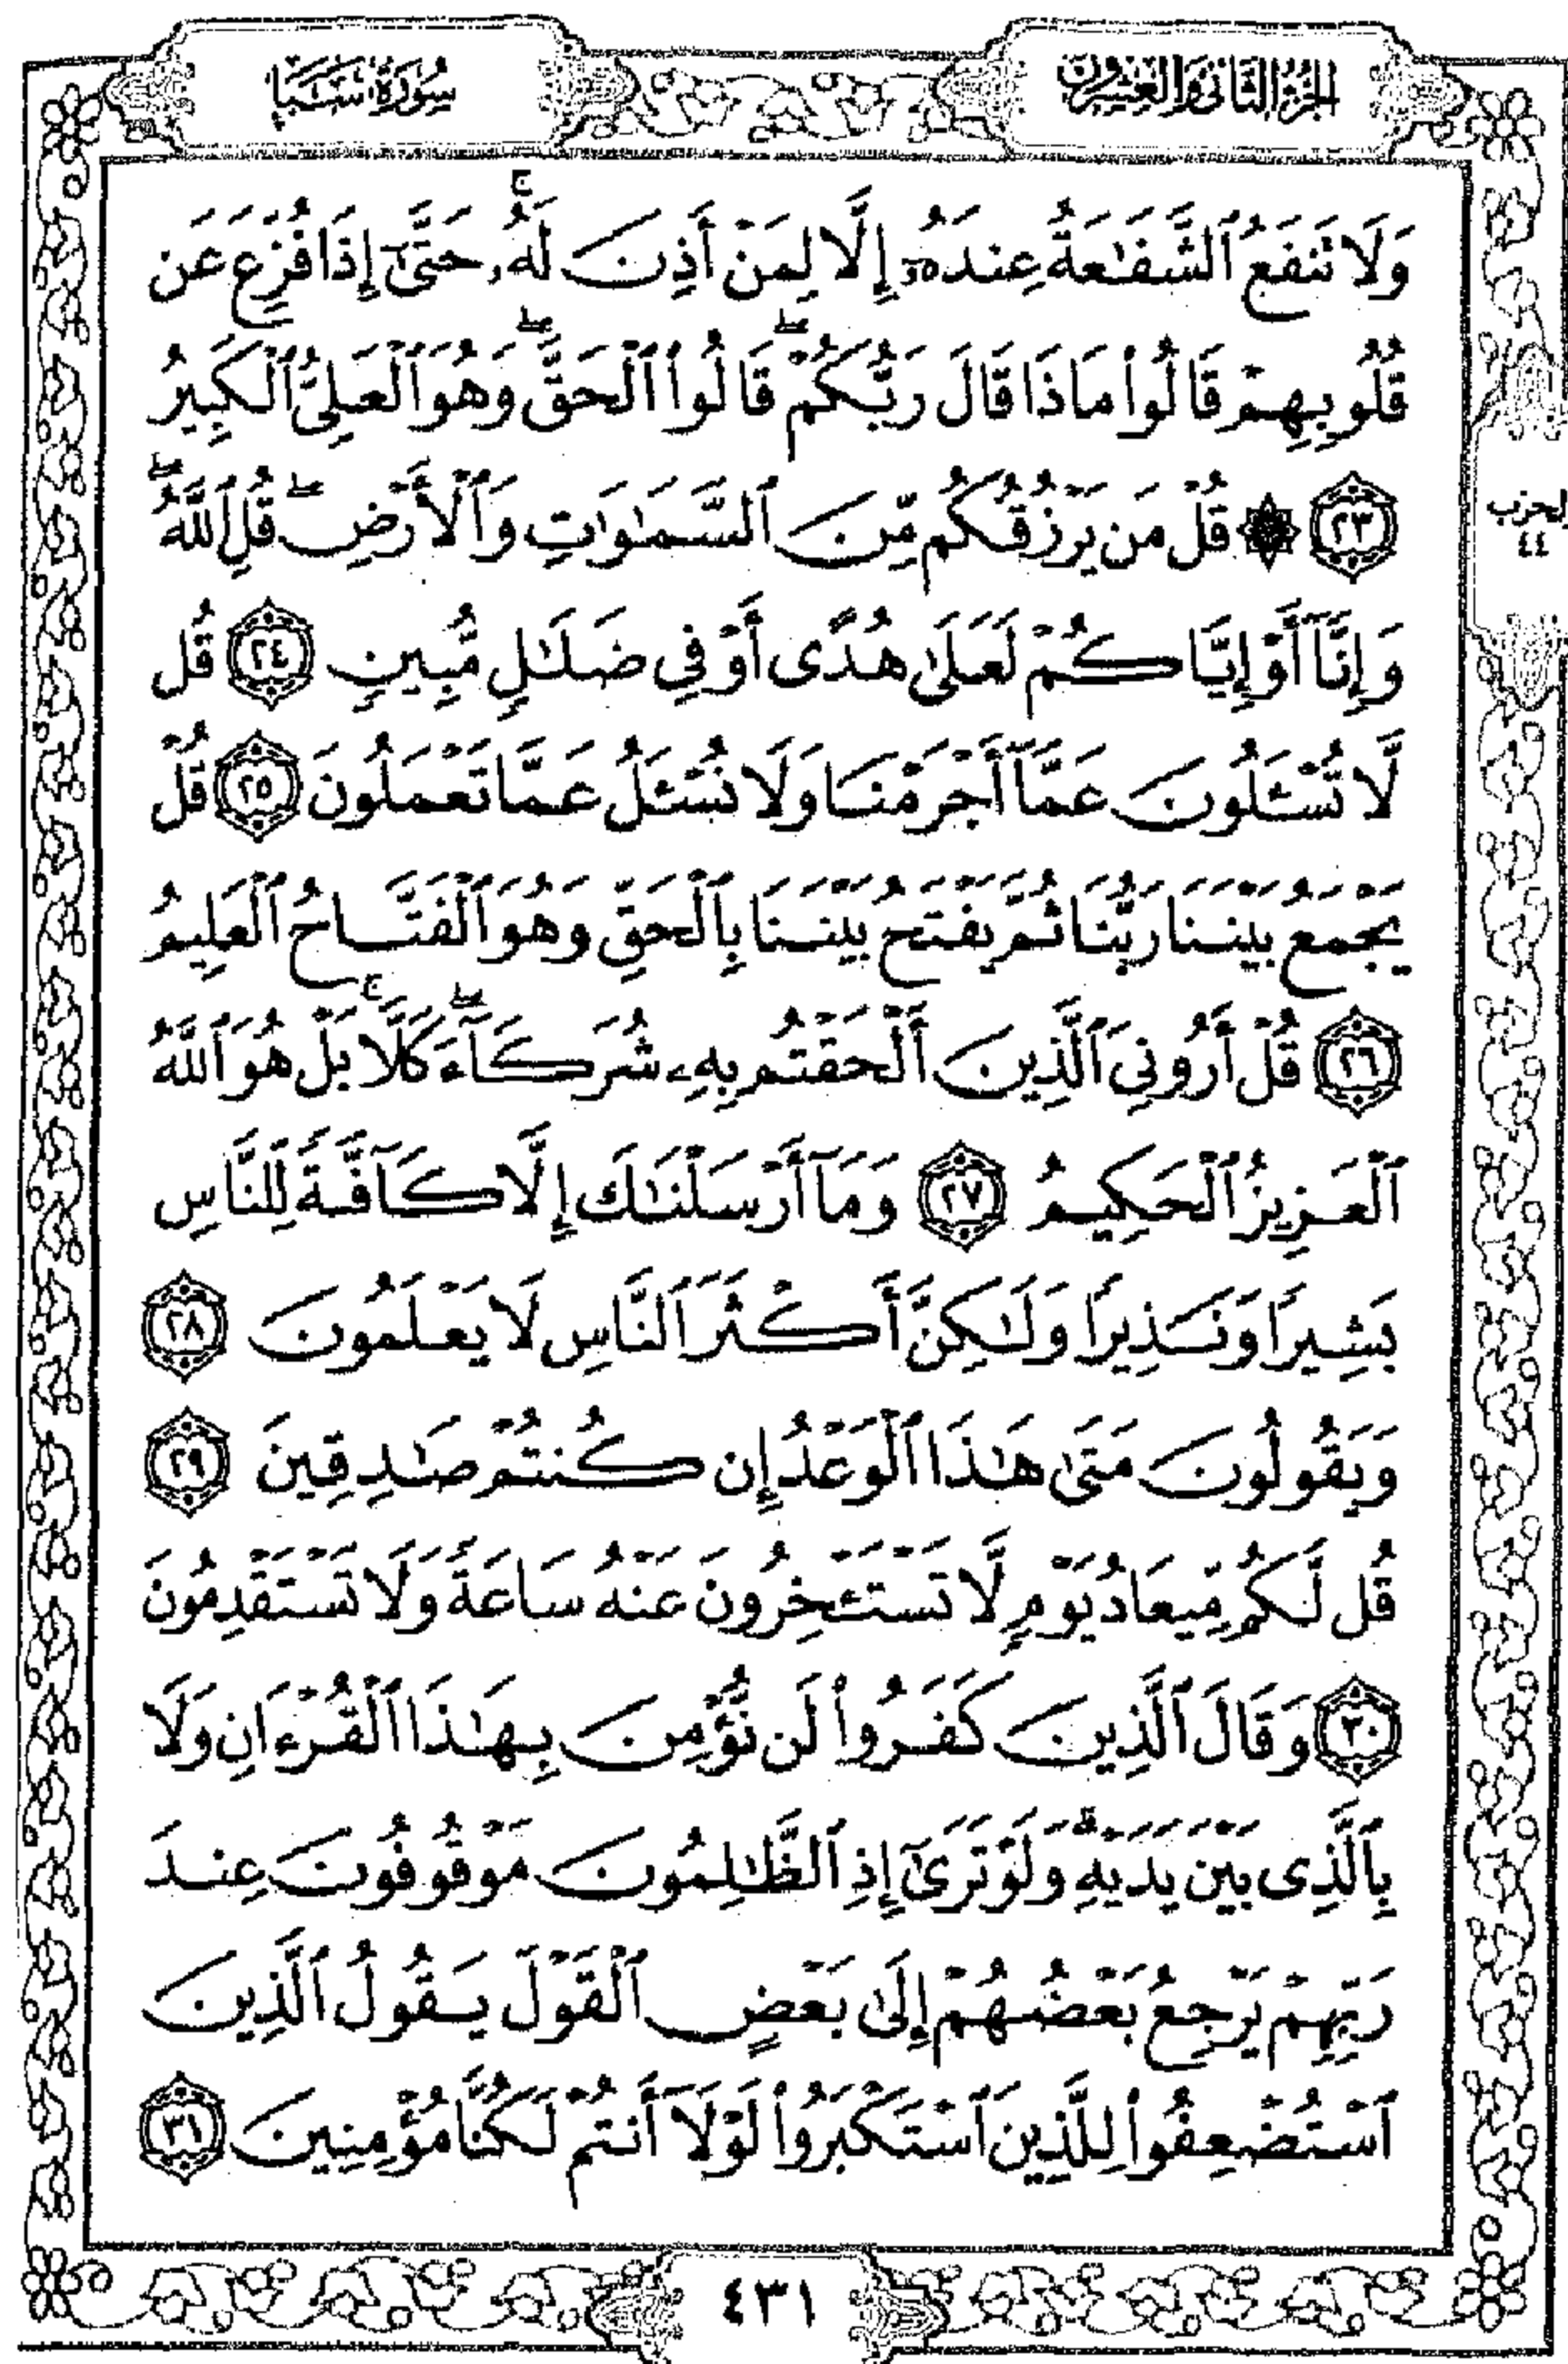 الجزء الثاني والعشرون
سورة سبإ
وَلَا تَنفَعُ ٱلشَّفَٰعَةُ عِندَهُۥٓ إِلَّا لِمَنْ أَذِنَ لَهُۥۚ حَتَّىٰٓ إِذَا فُزِّعَ عَن
قُلُوبِهِمْ قَالُوا۟ مَاذَا قَالَ رَبُّكُمْۖ قَالُوا۟ ٱلْحَقَّۖ وَهُوَ ٱلْعَلِىُّ ٱلْكَبِيرُ
٢٣ ۞ قُلْ مَن يَرْزُقُكُم مِّنَ ٱلسَّمَٰوَٰتِ وَٱلْأَرْضِۖ قُلِ ٱللَّهُۖ
وَإِنَّآ أَوْ إِيَّاكُمْ لَعَلَىٰ هُدًى أَوْ فِى ضَلَٰلٍ مُّبِينٍ ٢٤ قُل
لَّا تُسْـَٔلُونَ عَمَّآ أَجْرَمْنَا وَلَا نُسْـَٔلُ عَمَّا تَعْمَلُونَ ٢٥ قُلْ
يَجْمَعُ بَيْنَنَا رَبُّنَا ثُمَّ يَفْتَحُ بَيْنَنَا بِٱلْحَقِّ وَهُوَ ٱلْفَتَّاحُ ٱلْعَلِيمُ
٢٦ قُلْ أَرُونِىَ ٱلَّذِينَ أَلْحَقْتُم بِهِۦ شُرَكَآءَۖ كَلَّاۚ بَلْ هُوَ ٱللَّهُ
ٱلْعَزِيزُ ٱلْحَكِيمُ ٢٧ وَمَآ أَرْسَلْنَٰكَ إِلَّا كَآفَّةً لِّلنَّاسِ
بَشِيرًا وَنَذِيرًا وَلَٰكِنَّ أَكْثَرَ ٱلنَّاسِ لَا يَعْلَمُونَ ٢٨
وَيَقُولُونَ مَتَىٰ هَٰذَا ٱلْوَعْدُ إِن كُنتُمْ صَٰدِقِينَ ٢٩
قُل لَّكُم مِّيعَادُ يَوْمٍ لَّا تَسْتَـْٔخِرُونَ عَنْهُ سَاعَةً وَلَا تَسْتَقْدِمُونَ
٣٠ وَقَالَ ٱلَّذِينَ كَفَرُوا۟ لَن نُّؤْمِنَ بِهَٰذَا ٱلْقُرْءَانِ وَلَا
بِٱلَّذِى بَيْنَ يَدَيْهِۗ وَلَوْ تَرَىٰٓ إِذِ ٱلظَّٰلِمُونَ مَوْقُوفُونَ عِندَ
رَبِّهِمْ يَرْجِعُ بَعْضُهُمْ إِلَىٰ بَعْضٍ ٱلْقَوْلَ يَقُولُ ٱلَّذِينَ
ٱسْتُضْعِفُوا۟ لِلَّذِينَ ٱسْتَكْبَرُوا۟ لَوْلَآ أَنتُمْ لَكُنَّا مُؤْمِنِينَ ٣١
الحزب
٤٤
٤٣١